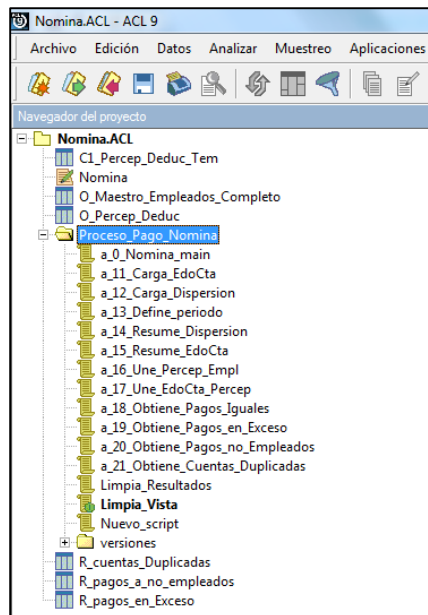 Nomina.ACL - ACL 9
Archivo Edición Datos Analizar Muestreo Aplicaciones
Navegador del proyecto
Nomina.ACL
C1_Percep_Deduc_Tem
Nomina
O_Maestro_Empleados_Completo
O_Percep_Deduc
Proceso_Pago_Nomina
a_0_Nomina_main
a_11_Carga_EdoCta
a_12_Carga_Dispersion
a_13_Define_periodo
a_14_Resume_Dispersion
a_15_Resume_EdoCta
a_16_Une_Percep_Empl
a_17_Une_EdoCta_Percep
a_18_Obtiene_Pagos_Iguales
a_19_Obtiene_Pagos_en_Exceso
a_20_Obtiene_Pagos_no_Empleados
a_21_Obtiene_Cuentas_Duplicadas
Limpia_Resultados
Limpia_Vista
Nuevo_script
versiones
R_cuentas_Duplicadas
R_pagos_a_no_empleados
R_pagos_en_Exceso